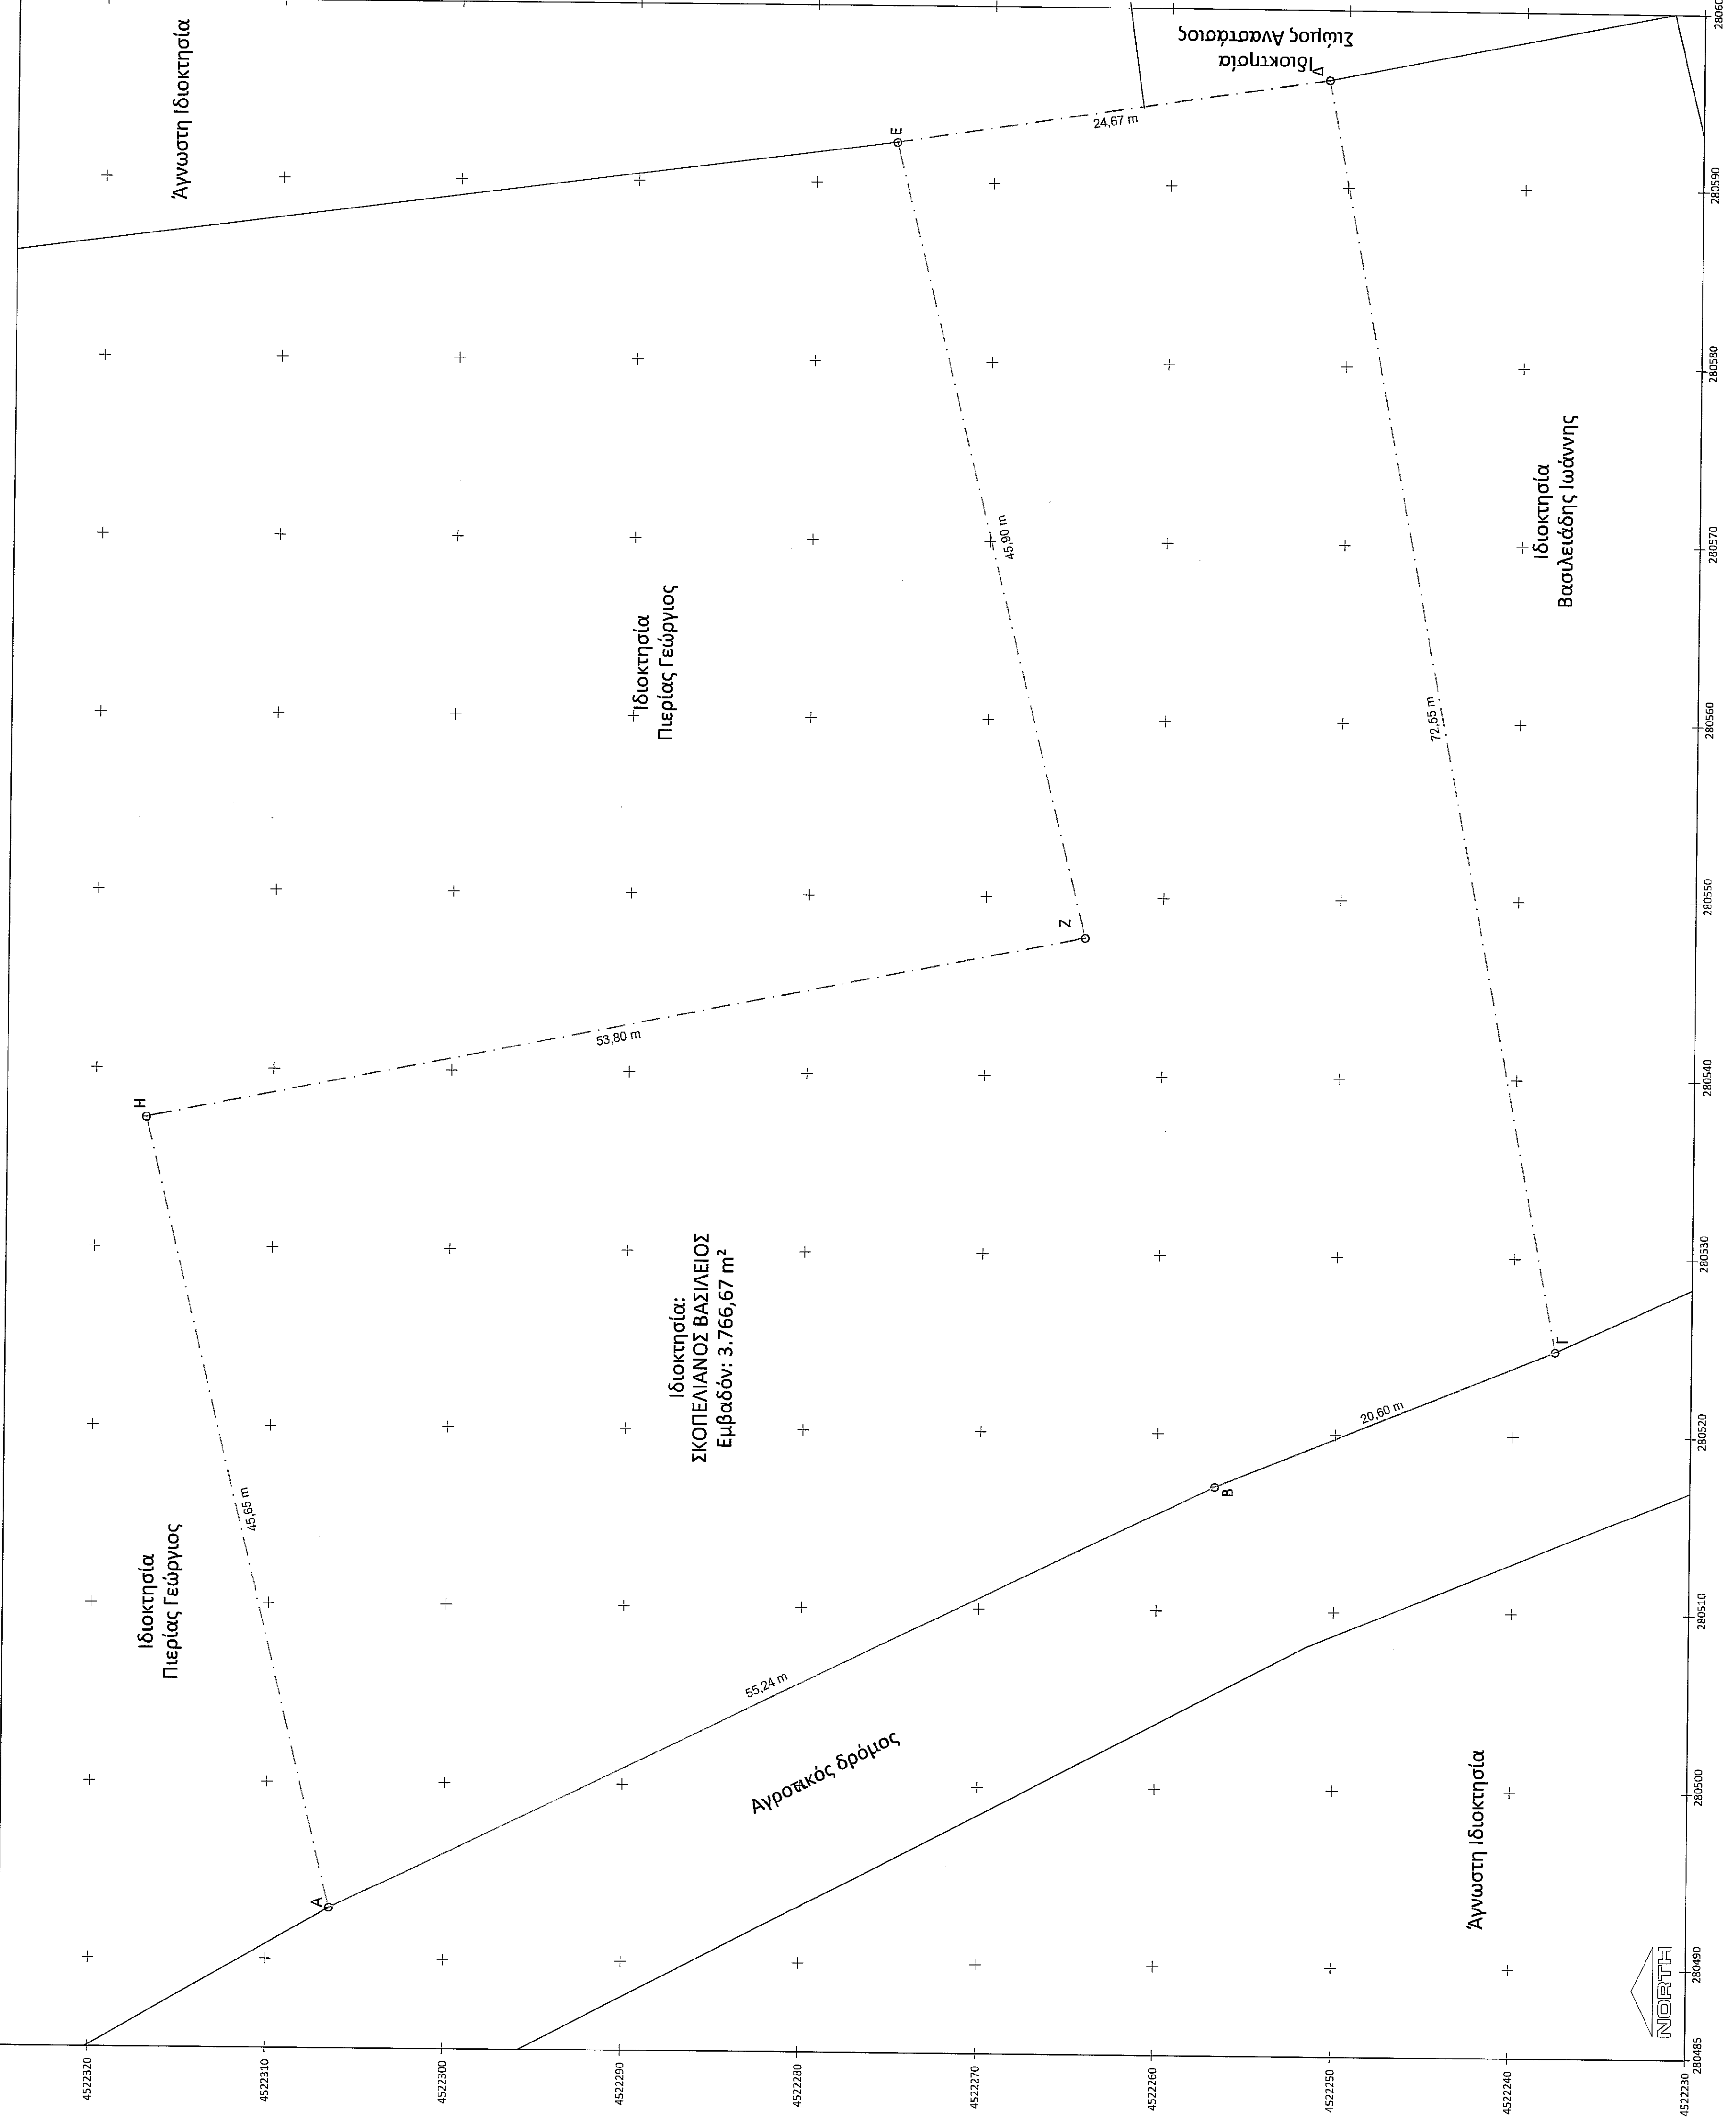 Άγνωστη Ιδιοκτησία
Ιδιοκτησία
Σιώμος Αναστάσιος
Δ
Ε
24,67 m
45,90 m
Ιδιοκτησία
Πιερίας Γεώργιος
72,55 m
Ιδιοκτησία
Βασιλειάδης Ιωάννης
Ζ
53,80 m
Η
45,65 m
Ιδιοκτησία
Πιερίας Γεώργιος
Ιδιοκτησία:
ΣΚΟΠΕΛΙΑΝΟΣ ΒΑΣΙΛΕΙΟΣ
Εμβαδόν: 3.766,67 m²
Γ
20,60 m
Β
55,24 m
Αγροτικός δρόμος
Α
Άγνωστη Ιδιοκτησία
NORTH
4522320
4522310
4522300
4522290
4522280
4522270
4522260
4522250
4522240
4522230
280485
280490
280500
280510
280520
280530
280540
280550
280560
280570
280580
280590